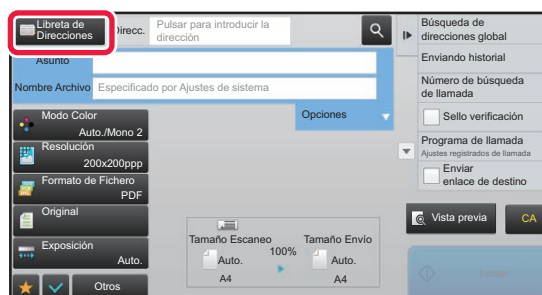 Libreta de
Direcciones
Direcc.
Pulsar para introducir la
dirección
Asunto
Nombre Archivo
Especificado por Ajustes de sistema
Opciones
Modo Color
Auto./Mono 2
Resolución
200x200ppp
Formato de Fichero
PDF
Original
Exposición
Auto.
Otros
Tamaño Escaneo
100%
Tamaño Envío
Auto.
A4
Auto.
A4
Búsqueda de
direcciones global
Enviando historial
Número de búsqueda
de llamada
Sello verificación
Programa de llamada
Ajustes registrados de llamada
Enviar
enlace de destino
Vista previa
CA